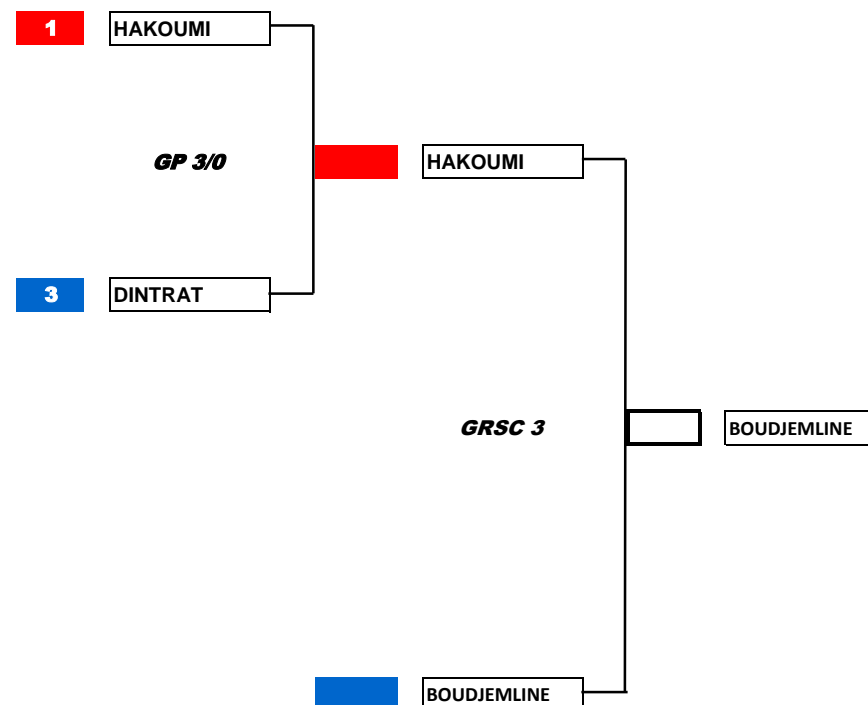 1 HAKOUMI
GP 3/0
HAKOUMI
3 DINTRAT
GRSC 3
BOUDJEMLINE
BOUDJEMLINE